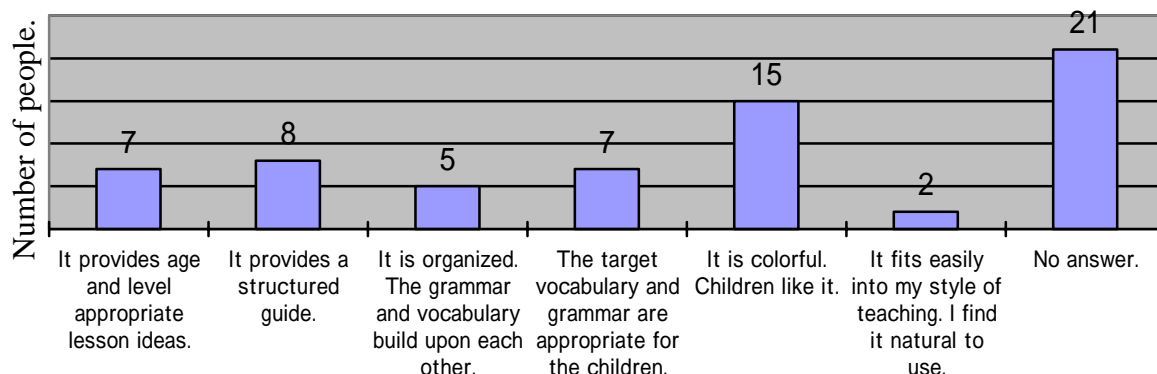 Number of people.
7
8
5
7
15
2
21
It provides age
and level
appropriate
lesson ideas.
It provides a
structured
guide.
It is organized.
The grammar
and vocabulary
build upon each
other.
The target
vocabulary and
grammar are
appropriate for
the children.
It is colorful.
Children like it.
It fits easily
into my style of
teaching. I find
it natural to
use.
No answer.